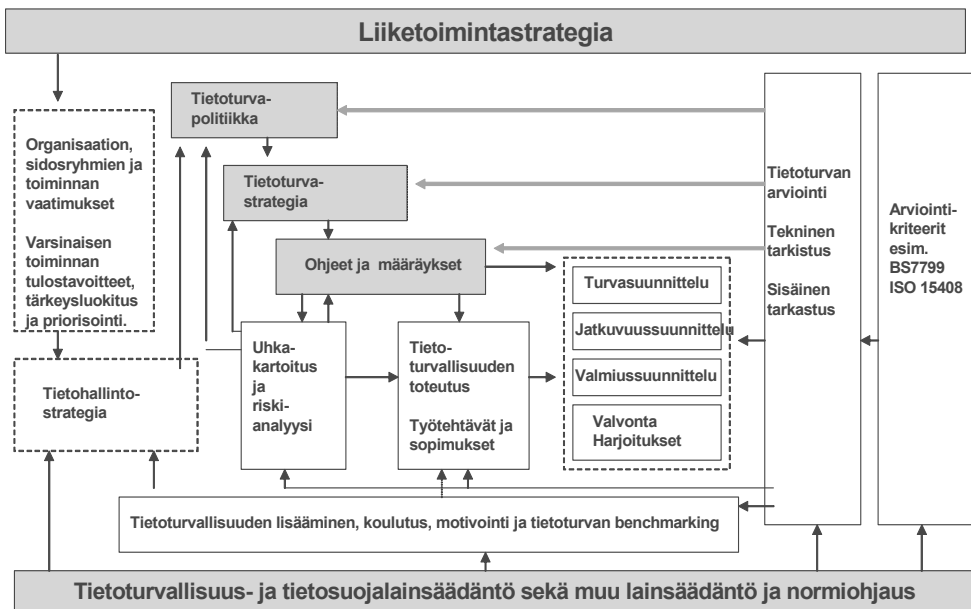 Liiketoimintastrategia
Organisaation,
sidosryhmien ja
toiminnan
vaatimukset
Varsinaisen
toiminnan
tulostavoitteet,
tärkeysluokitus
ja priorisointi.
Tietohallinto-
strategia
Tietoturva-
politiikka
Tietoturva-
strategia
Ohjeet ja määräykset
Uhka-
kartoitus
ja
riski-
analyysi
Tieto-
turvallisuuden
toteutus
Työtehtävät ja
sopimukset
Turvasuunnittelu
Jatkuvuussuunnittelu
Valmiussuunnittelu
Valvonta
Harjoitukset
Tietoturvan
arviointi
Tekninen
tarkistus
Sisäinen
tarkastus
Arviointi-
kriteerit
esim.
BS7799
ISO 15408
Tietoturvallisuuden lisääminen, koulutus, motivointi ja tietoturvan benchmarking
Tietoturvallisuus- ja tietosuojalainsäädäntö sekä muu lainsäädäntö ja normiohjaus